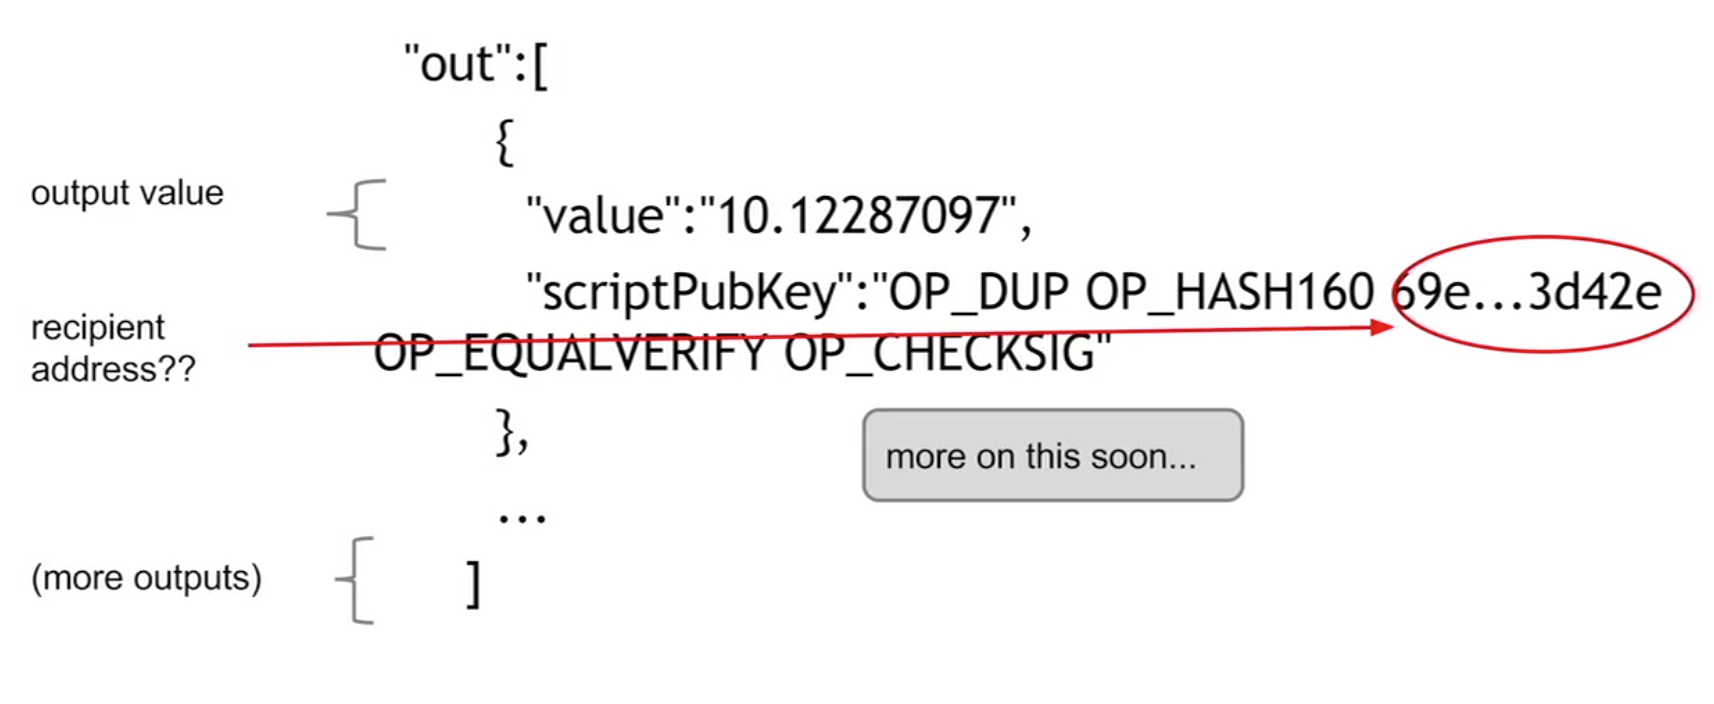 "out":[
{
output value
"value":"10.12287097",
"scriptPubKey":"OP_DUP OP_HASH160 69e...3d42e
recipient
address??
OP_EQUALVERIFY OP_CHECKSIG"
},
more on this soon...
...
(more outputs)
]